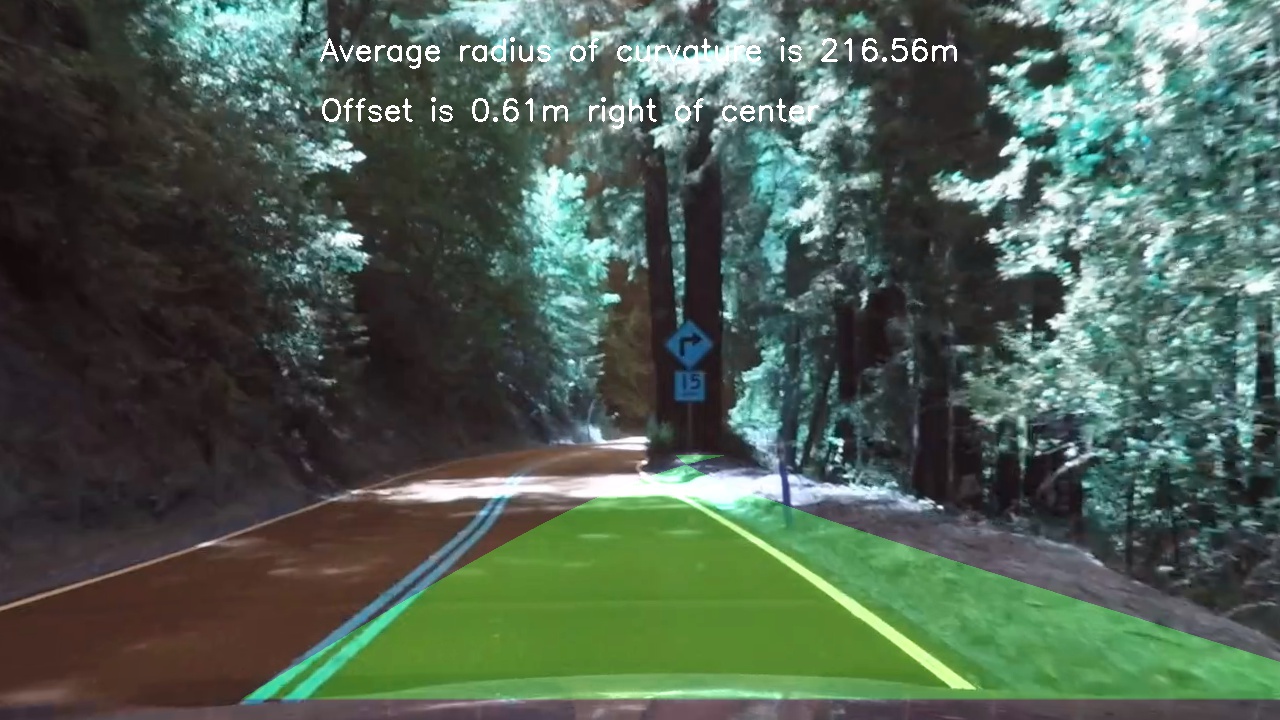 Average radius of curvature is 216.56m
Offset is 0.61m right of center
15